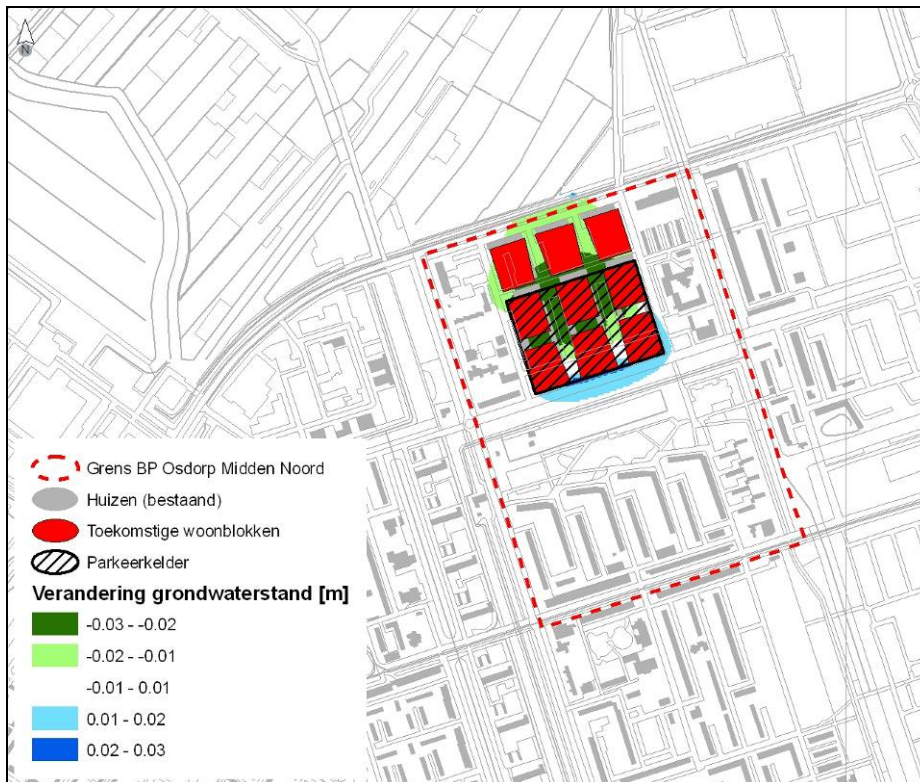 N
Grens BP Osdorp Midden Noord
Huizen (bestaand)
Toekomstige woonblokken
Parkeerkelder
Verandering grondwaterstand [m]
-0.03 - -0.02
-0.02 - -0.01
-0.01 - 0.01
0.01 - 0.02
0.02 - 0.03